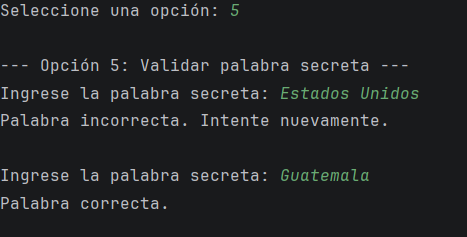 Seleccione una opción: 5
--- Opción 5: Validar palabra secreta ---
Ingrese la palabra secreta: Estados Unidos
Palabra incorrecta. Intente nuevamente.
Ingrese la palabra secreta: Guatemala
Palabra correcta.